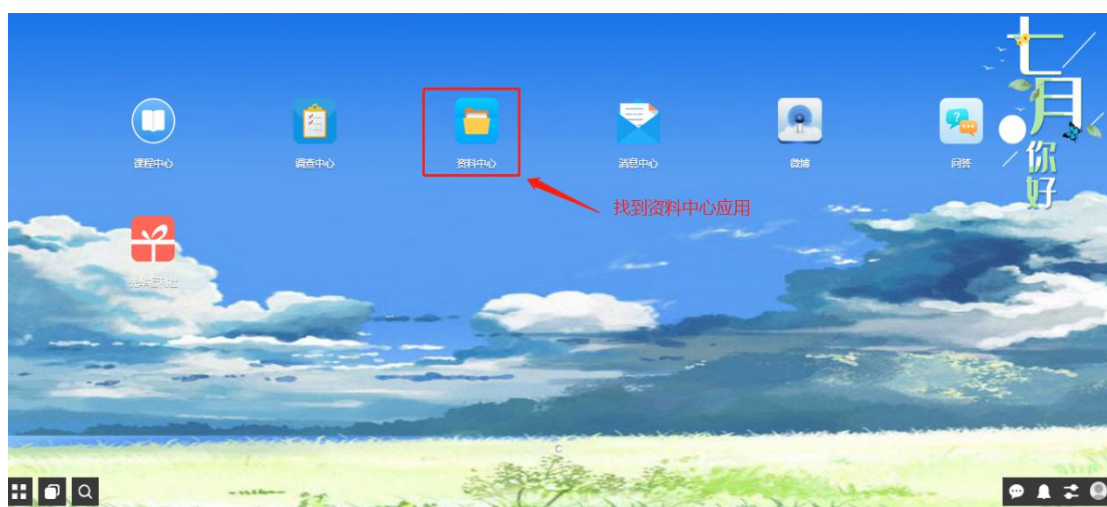 七月
你好
课程中心
调查中心
资料中心
消息中心
微博
问答
找到资料中心应用
C